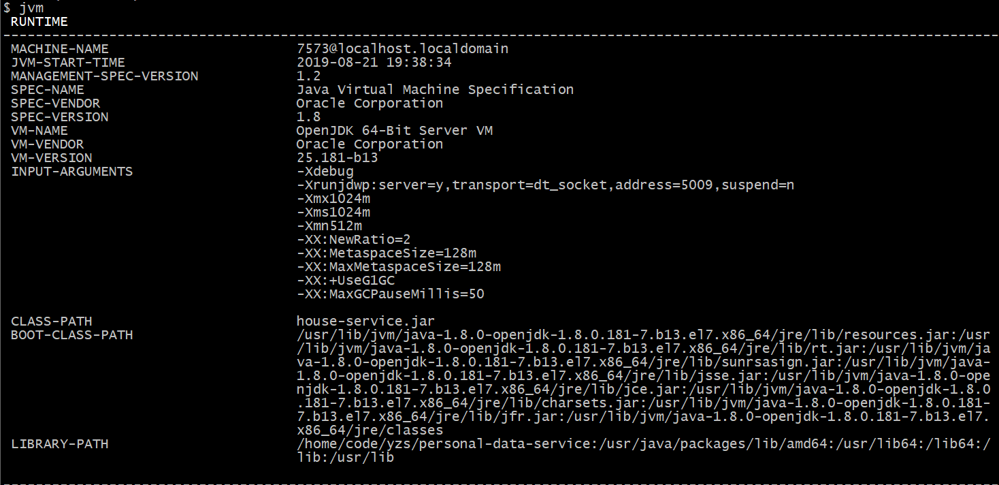 $ jvm
RUNTIME
MACHINE-NAME 7573@localhost.localdomain
JVM-START-TIME 2019-08-21 19:38:34
MANAGEMENT-SPEC-VERSION 1.2
SPEC-NAME Java Virtual Machine Specification
SPEC-VENDOR Oracle Corporation
SPEC-VERSION 1.8
VM-NAME OpenJDK 64-Bit Server VM
VM-VENDOR Oracle Corporation
VM-VERSION 25.181-b13
INPUT-ARGUMENTS -Xdebug
-Xrunjdwp:server=y,transport=dt_socket,address=5009,suspend=n
-Xmx1024m
-Xms1024m
-Xmn512m
-XX:NewRatio=2
-XX:MetaspaceSize=128m
-XX:MaxMetaspaceSize=128m
-XX:+UseG1GC
-XX:MaxGCPauseMillis=50
CLASS-PATH house-service.jar
BOOT-CLASS-PATH /usr/lib/jvm/java-1.8.0-openjdk-1.8.0.181-7.b13.el7.x86_64/jre/lib/resources.jar:/usr
/lib/jvm/java-1.8.0-openjdk-1.8.0.181-7.b13.el7.x86_64/jre/lib/rt.jar:/usr/lib/jvm/ja
va-1.8.0-openjdk-1.8.0.181-7.b13.el7.x86_64/jre/lib/sunrsasign.jar:/usr/lib/jvm/java-
1.8.0-openjdk-1.8.0.181-7.b13.el7.x86_64/jre/lib/jsse.jar:/usr/lib/jvm/java-1.8.0-ope
njdk-1.8.0.181-7.b13.el7.x86_64/jre/lib/jce.jar:/usr/lib/jvm/java-1.8.0-openjdk-1.8.0
.181-7.b13.el7.x86_64/jre/lib/charsets.jar:/usr/lib/jvm/java-1.8.0-openjdk-1.8.0.181-
7.b13.el7.x86_64/jre/lib/jfr.jar:/usr/lib/jvm/java-1.8.0-openjdk-1.8.0.181-7.b13.el7.
x86_64/jre/classes
LIBRARY-PATH /home/code/yzs/personal-data-service:/usr/java/packages/lib/amd64:/usr/lib64:/lib64:/
lib:/usr/lib